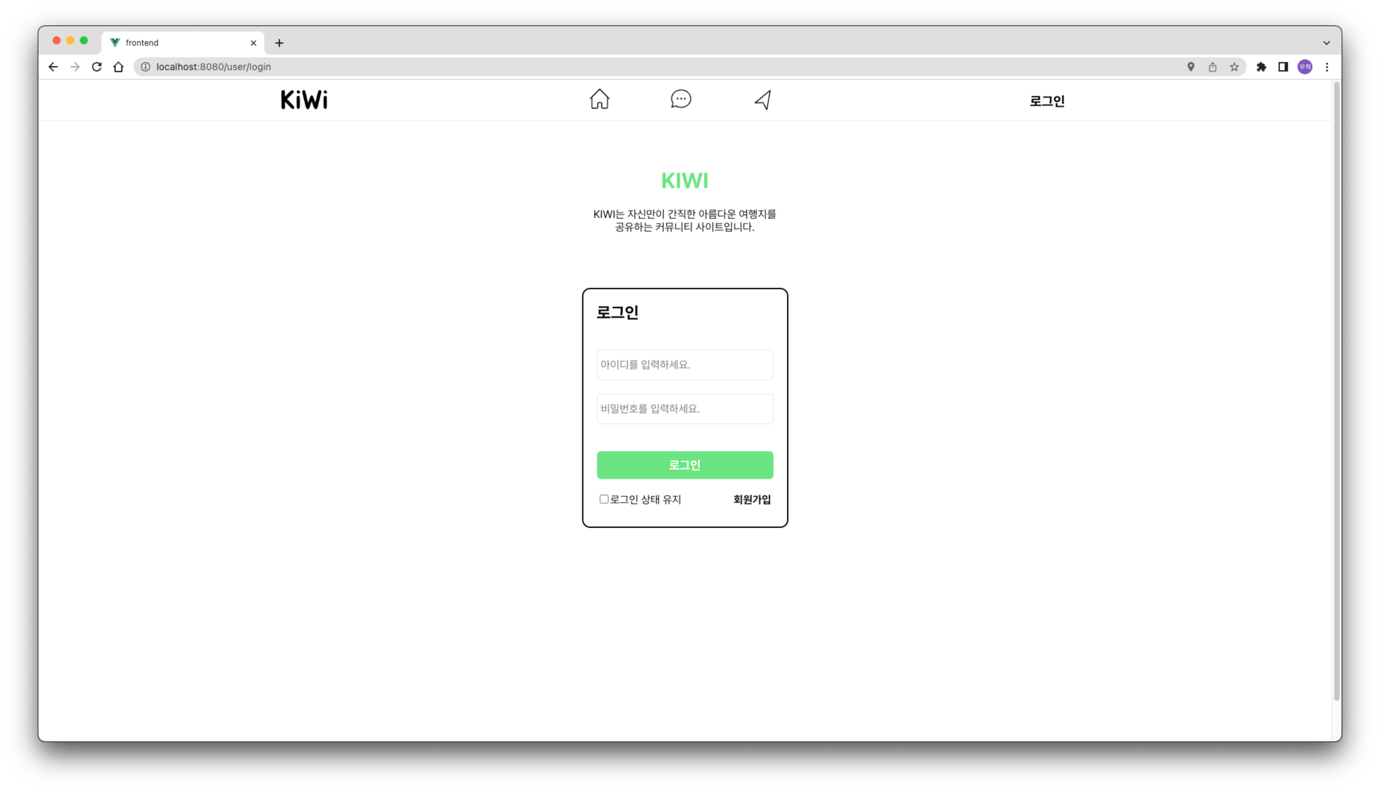 frontend
localhost:8080/user/login
우혁
KiWi
로그인
KIWI
KIWI는 자신만이 간직한 아름다운 여행지를
공유하는 커뮤니티 사이트입니다.
로그인
아이디를 입력하세요.
비밀번호를 입력하세요.
로그인
로그인 상태 유지 회원가입